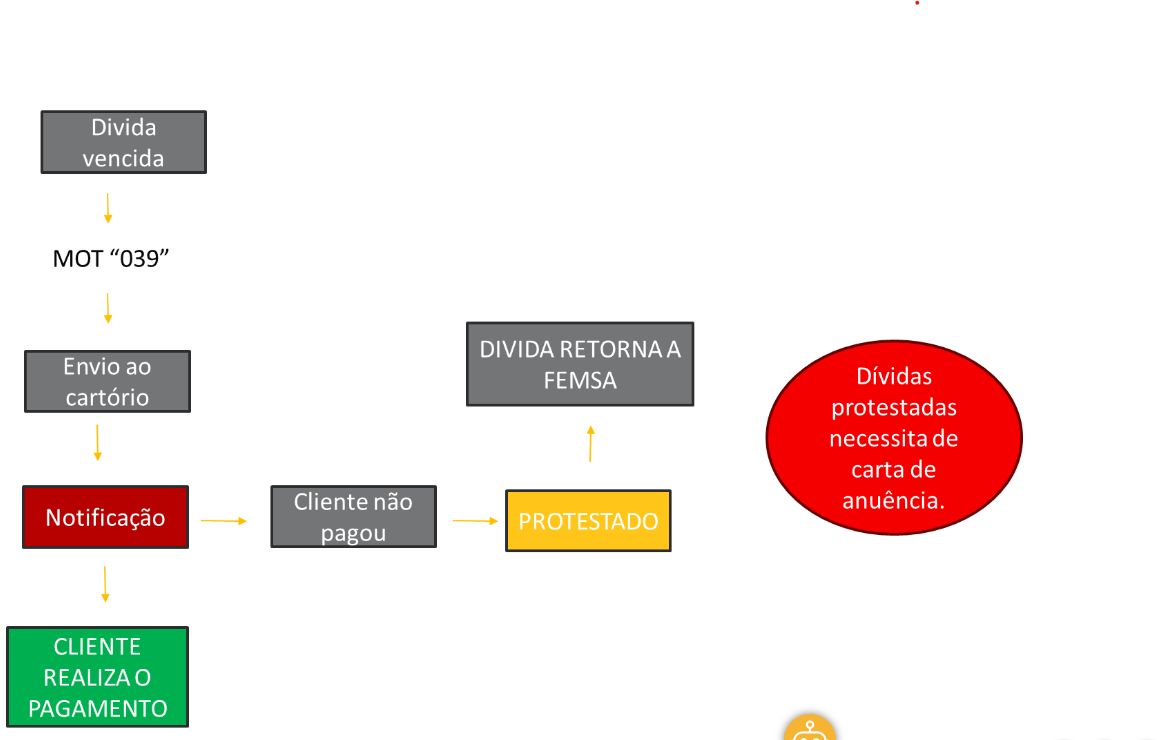 Divida
vencida
MOT “039”
Envio ao
cartório
Notificação
CLIENTE
REALIZA O
PAGAMENTO
Cliente não
pagou
PROTESTADO
DIVIDA RETORNA A
FEMSA
Dívidas
protestadas
necessita de
carta de
anuência.